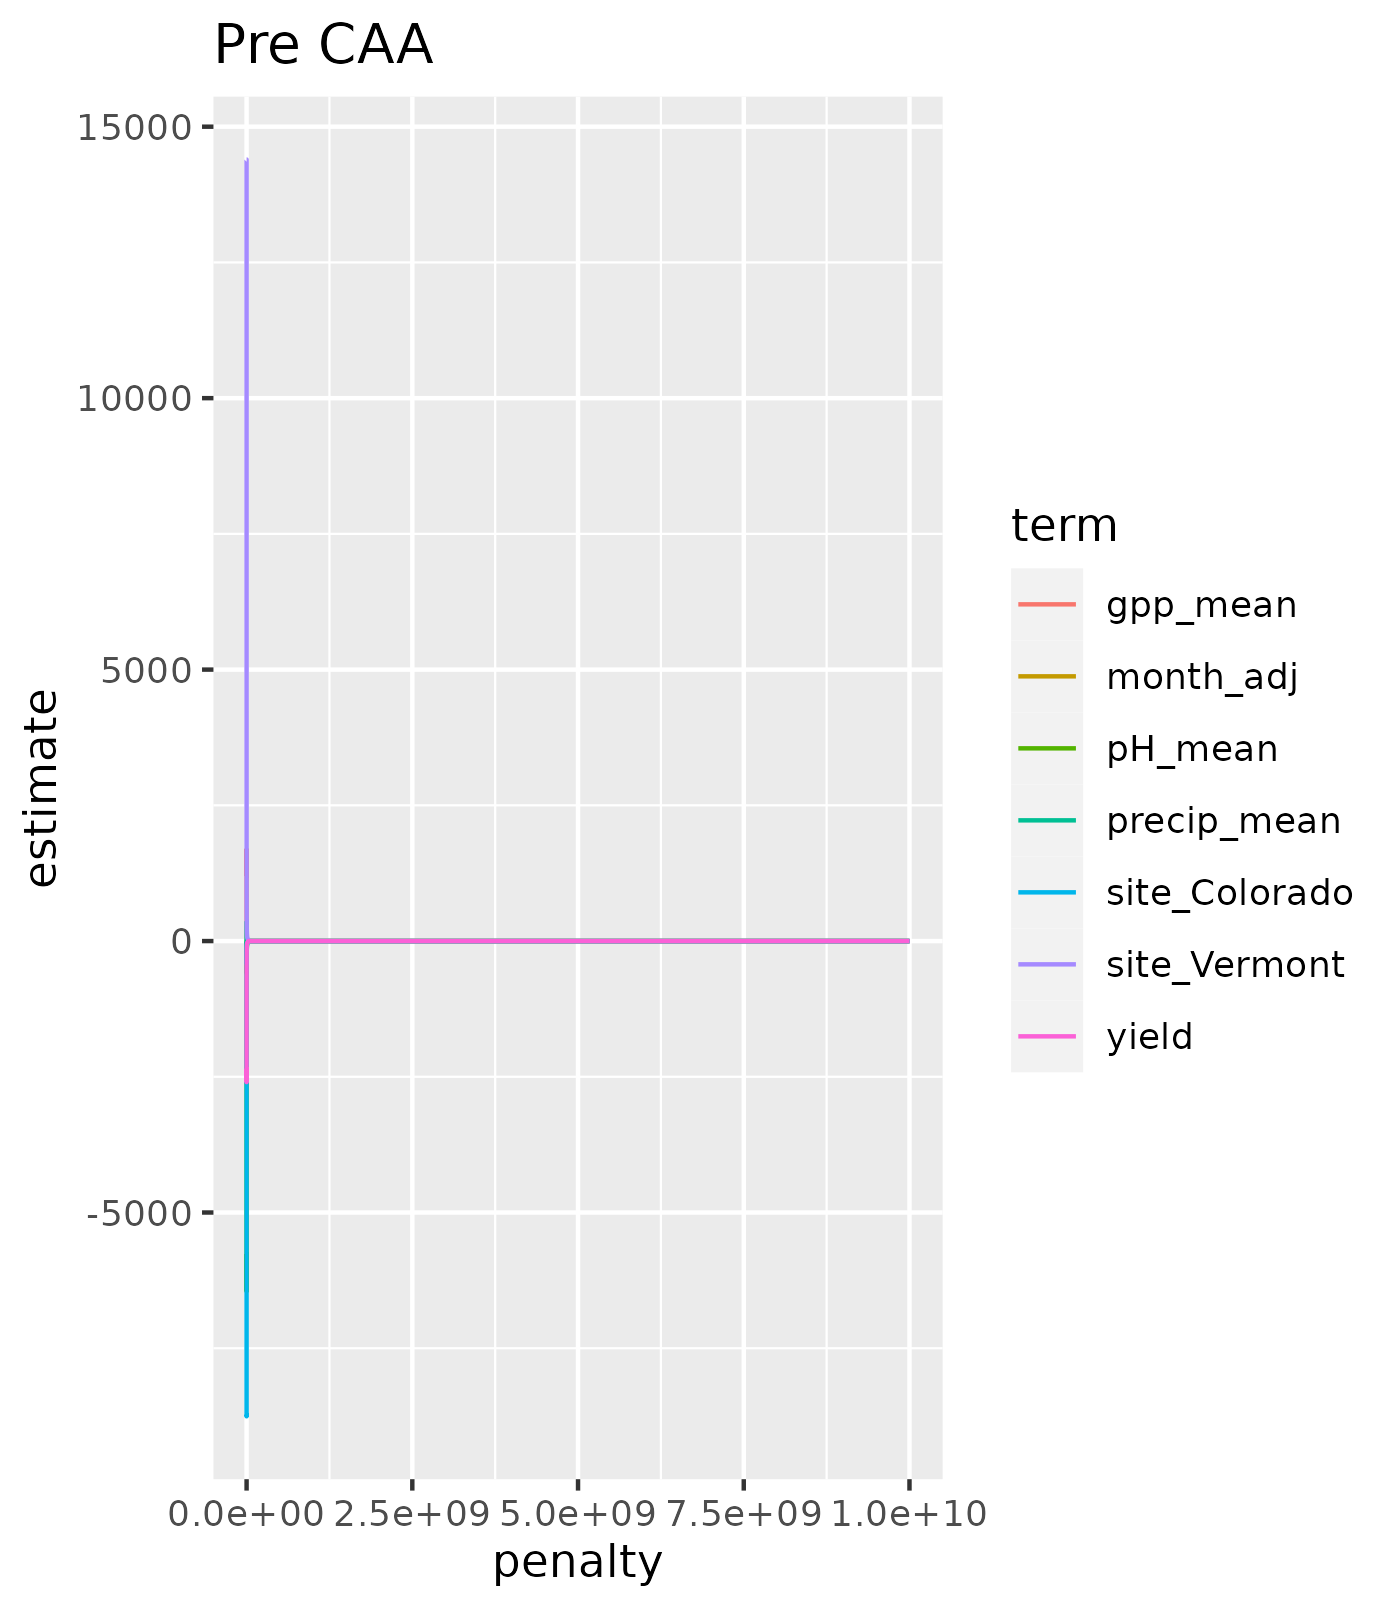 Pre CAA
15000
10000
5000
0
-5000
estimate
0.0e+00 2.5e+09 5.0e+09 7.5e+09 1.0e+10
penalty
term
gpp_mean
month_adj
pH_mean
precip_mean
site_Colorado
site_Vermont
yield